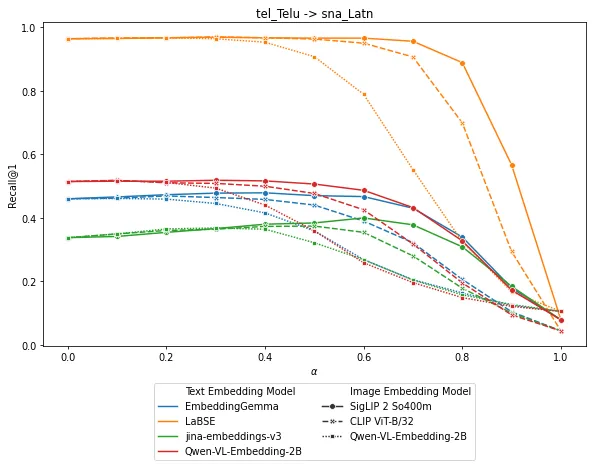 tel_Telu -> sna_Latn
Recall@1
1.0
0.8
0.6
0.4
0.2
0.0
0.0 0.2 0.4 0.6 0.8 1.0
α
Text Embedding Model
EmbeddingGemma
LaBSE
jina-embeddings-v3
Qwen-VL-Embedding-2B
Image Embedding Model
SigLIP 2 So400m
CLIP ViT-B/32
Qwen-VL-Embedding-2B